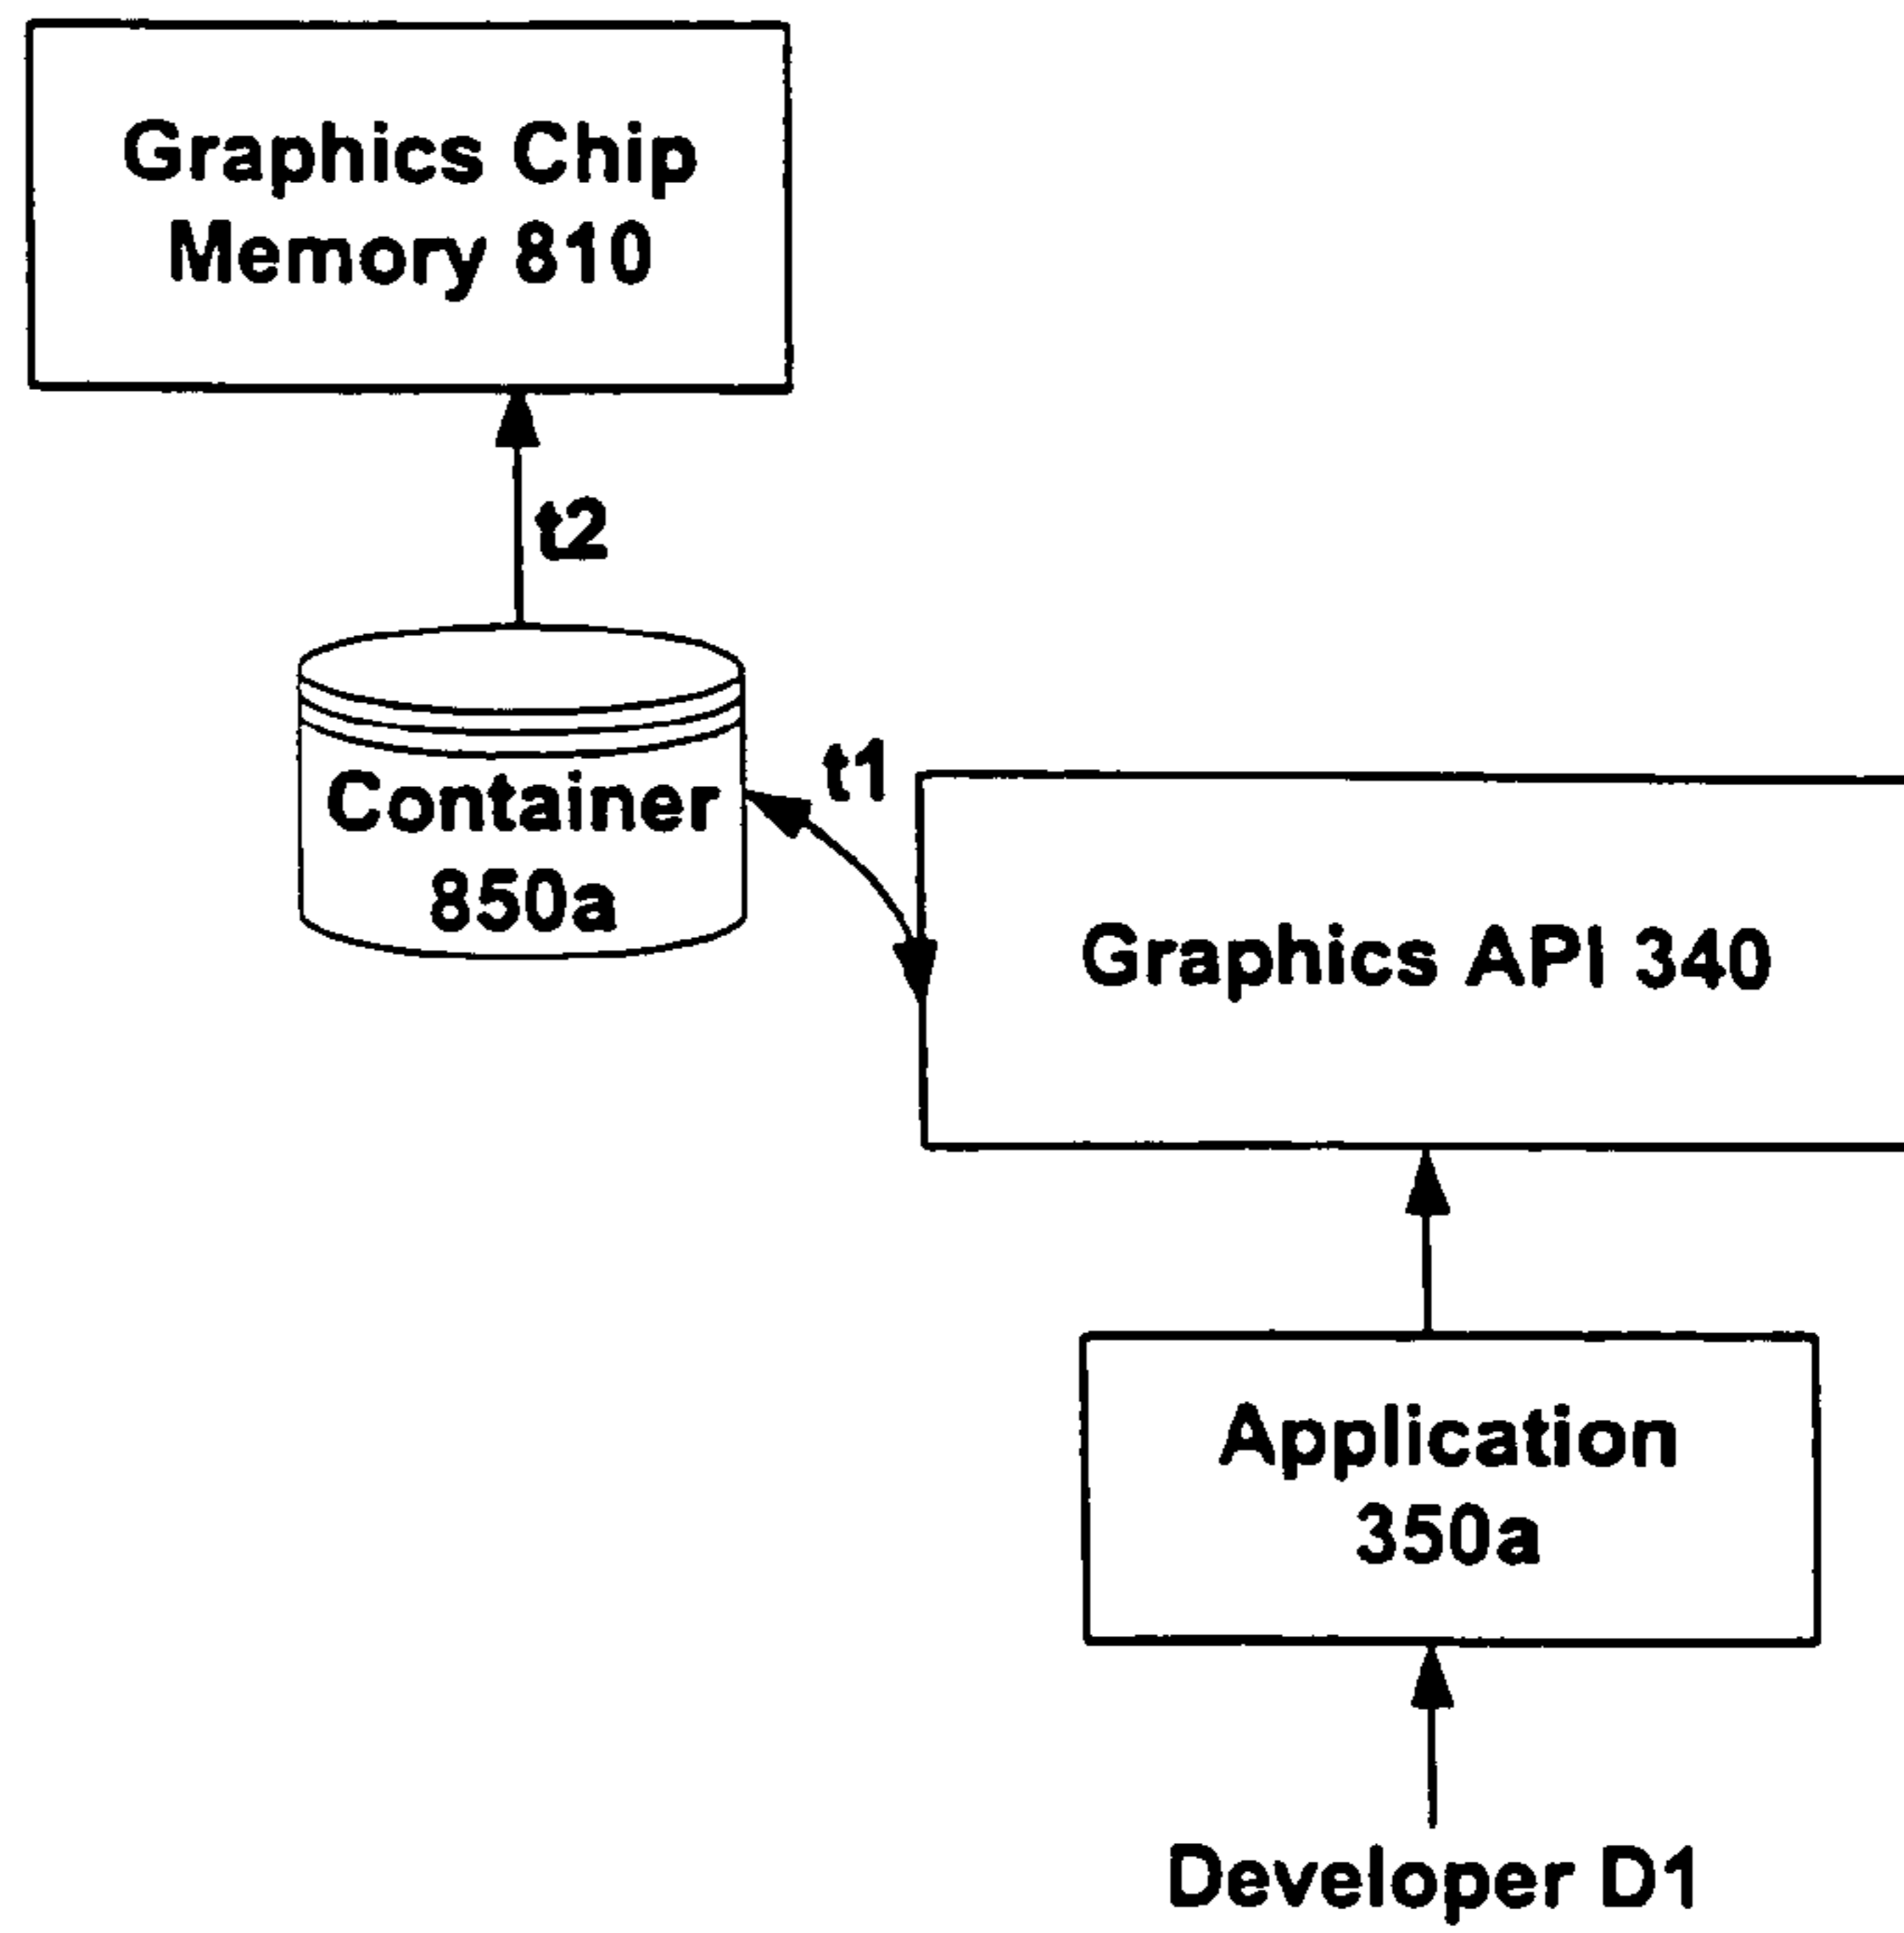 Graphics Chip
Memory 810
t2
t1
Container
850a
Graphics API 340
Application
350a
Developer D1